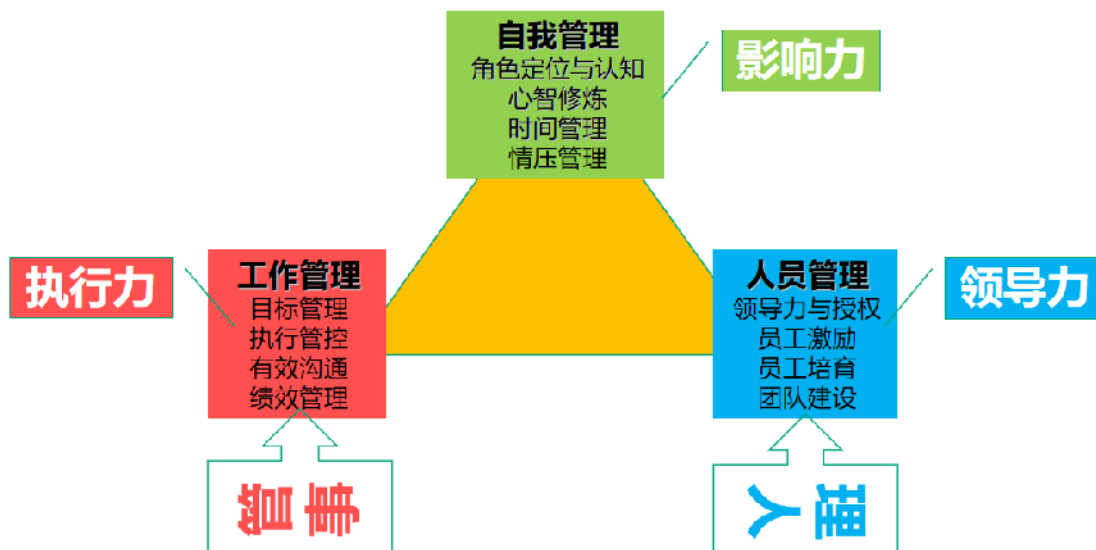 自我管理
角色定位与认知
心智修炼
时间管理
情压管理
影响力
执行力
工作管理
目标管理
执行管控
有效沟通
绩效管理
人员管理
领导力与授权
员工激励
员工培育
团队建设
领导力
管事
理人